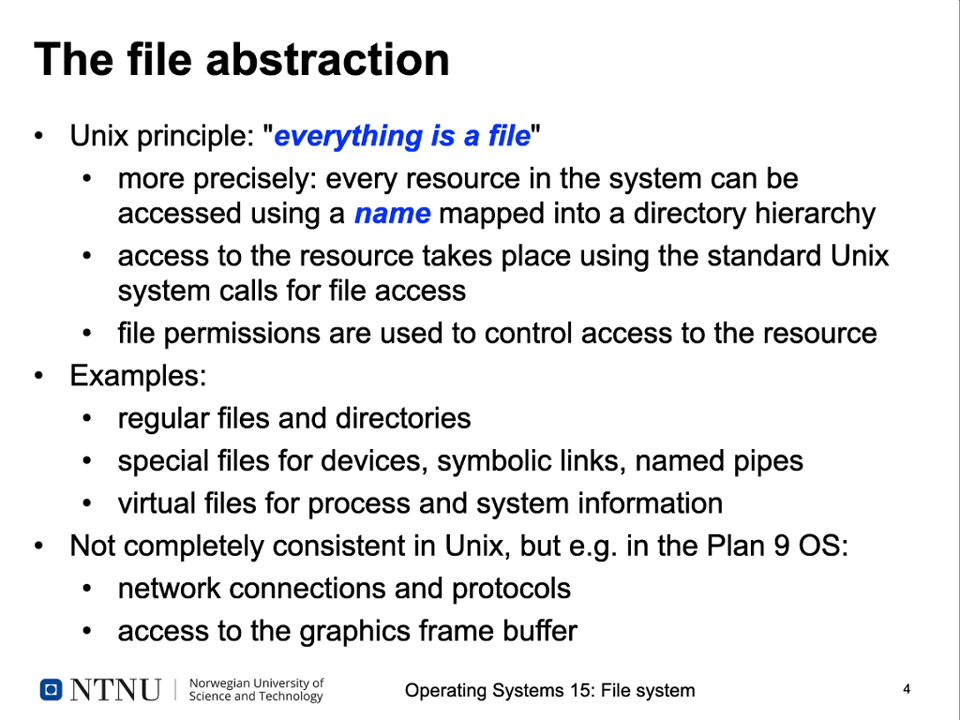 The file abstraction
• Unix principle: "everything is a file"
• more precisely: every resource in the system can be
accessed using a name mapped into a directory hierarchy
• access to the resource takes place using the standard Unix
system calls for file access
• file permissions are used to control access to the resource
• Examples:
• regular files and directories
• special files for devices, symbolic links, named pipes
• virtual files for process and system information
• Not completely consistent in Unix, but e.g. in the Plan 9 OS:
• network connections and protocols
• access to the graphics frame buffer
NTNU
Norwegian University of
Science and Technology
Operating Systems 15: File system
4